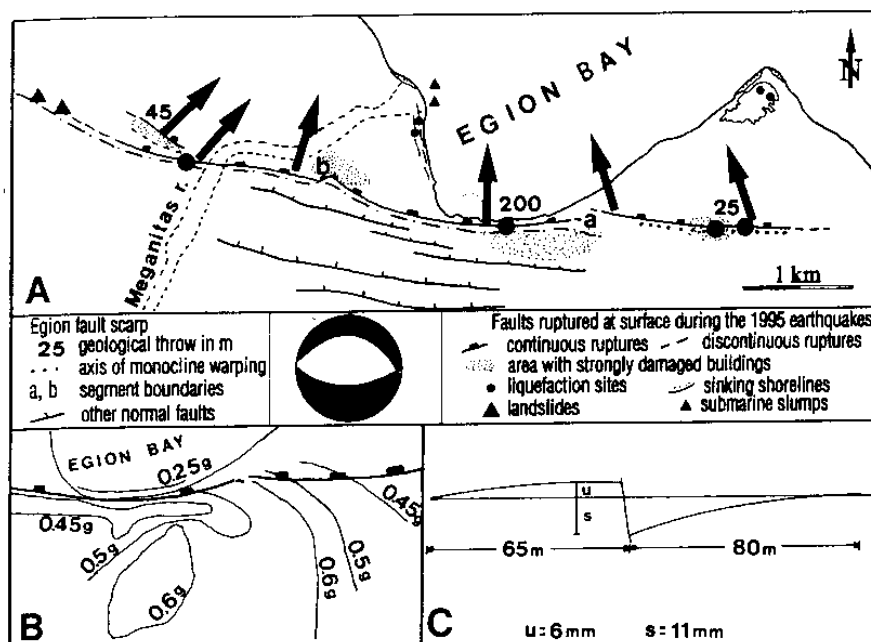 EGION BAY
N
45
b
200
a
25
Meganitas r.
1 km
A
Egion fault scarp
25 geological throw in m
axis of monocline warping
a, b segment boundaries
other normal faults
Faults ruptured at surface during the 1995 earthquakes
continuous ruptures discontinuous ruptures
area with strongly damaged buildings
liquefaction sites sinking shorelines
landslides submarine slumps
EGION BAY
0.25g
0.45g
0.5g
0.6g
0.6g
0.5g
0.45g
B
u
s
65m 80m
C
u=6mm s=11mm